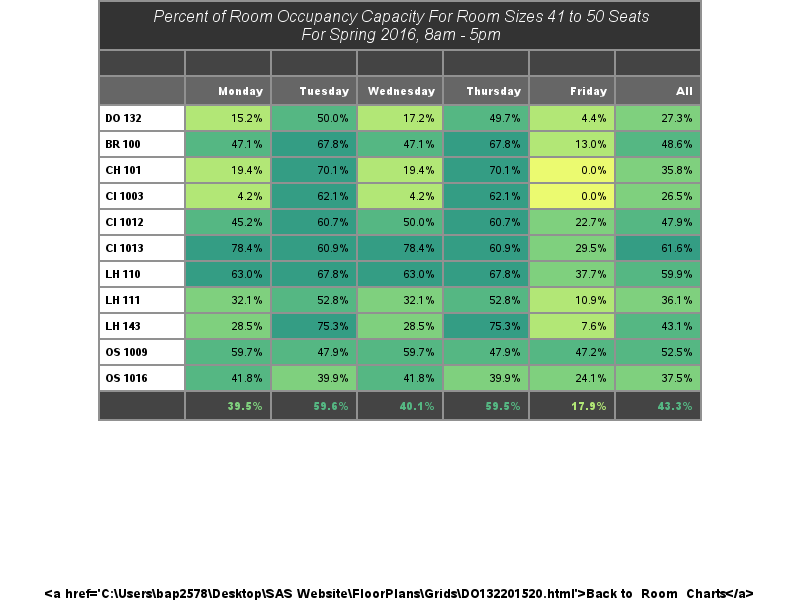 Percent of Room Occupancy Capacity For Room Sizes 41 to 50 Seats
For Spring 2016, 8am - 5pm
Monday Tuesday Wednesday Thursday Friday All
DO 132 15.2% 50.0% 17.2% 49.7% 4.4% 27.3%
BR 100 47.1% 67.8% 47.1% 67.8% 13.0% 48.6%
CH 101 19.4% 70.1% 19.4% 70.1% 0.0% 35.8%
CI 1003 4.2% 62.1% 4.2% 62.1% 0.0% 26.5%
CI 1012 45.2% 60.7% 50.0% 60.7% 22.7% 47.9%
CI 1013 78.4% 60.9% 78.4% 60.9% 29.5% 61.6%
LH 110 63.0% 67.8% 63.0% 67.8% 37.7% 59.9%
LH 111 32.1% 52.8% 32.1% 52.8% 10.9% 36.1%
LH 143 28.5% 75.3% 28.5% 75.3% 7.6% 43.1%
OS 1009 59.7% 47.9% 59.7% 47.9% 47.2% 52.5%
OS 1016 41.8% 39.9% 41.8% 39.9% 24.1% 37.5%
39.5% 59.6% 40.1% 59.5% 17.9% 43.3%
<a href='C:\Users\bap2578\Desktop\SAS Website\FloorPlans\Grids\DO132201520.html'>Back to Room Charts</a>